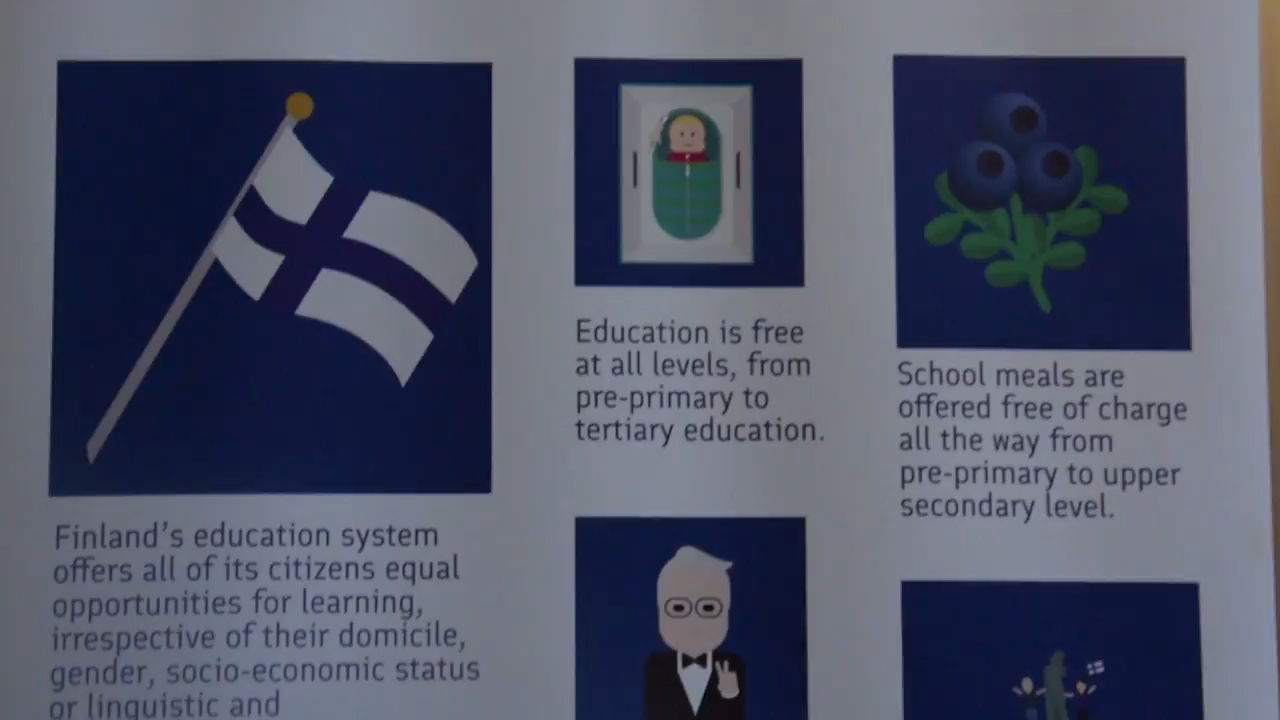 Finland's education system
offers all of its citizens equal
opportunities for learning,
irrespective of their domicile,
gender, socio-economic status
or linguistic and
Education is free
at all levels, from
pre-primary to
tertiary education.
School meals are
offered free of charge
all the way from
pre-primary to upper
secondary level.